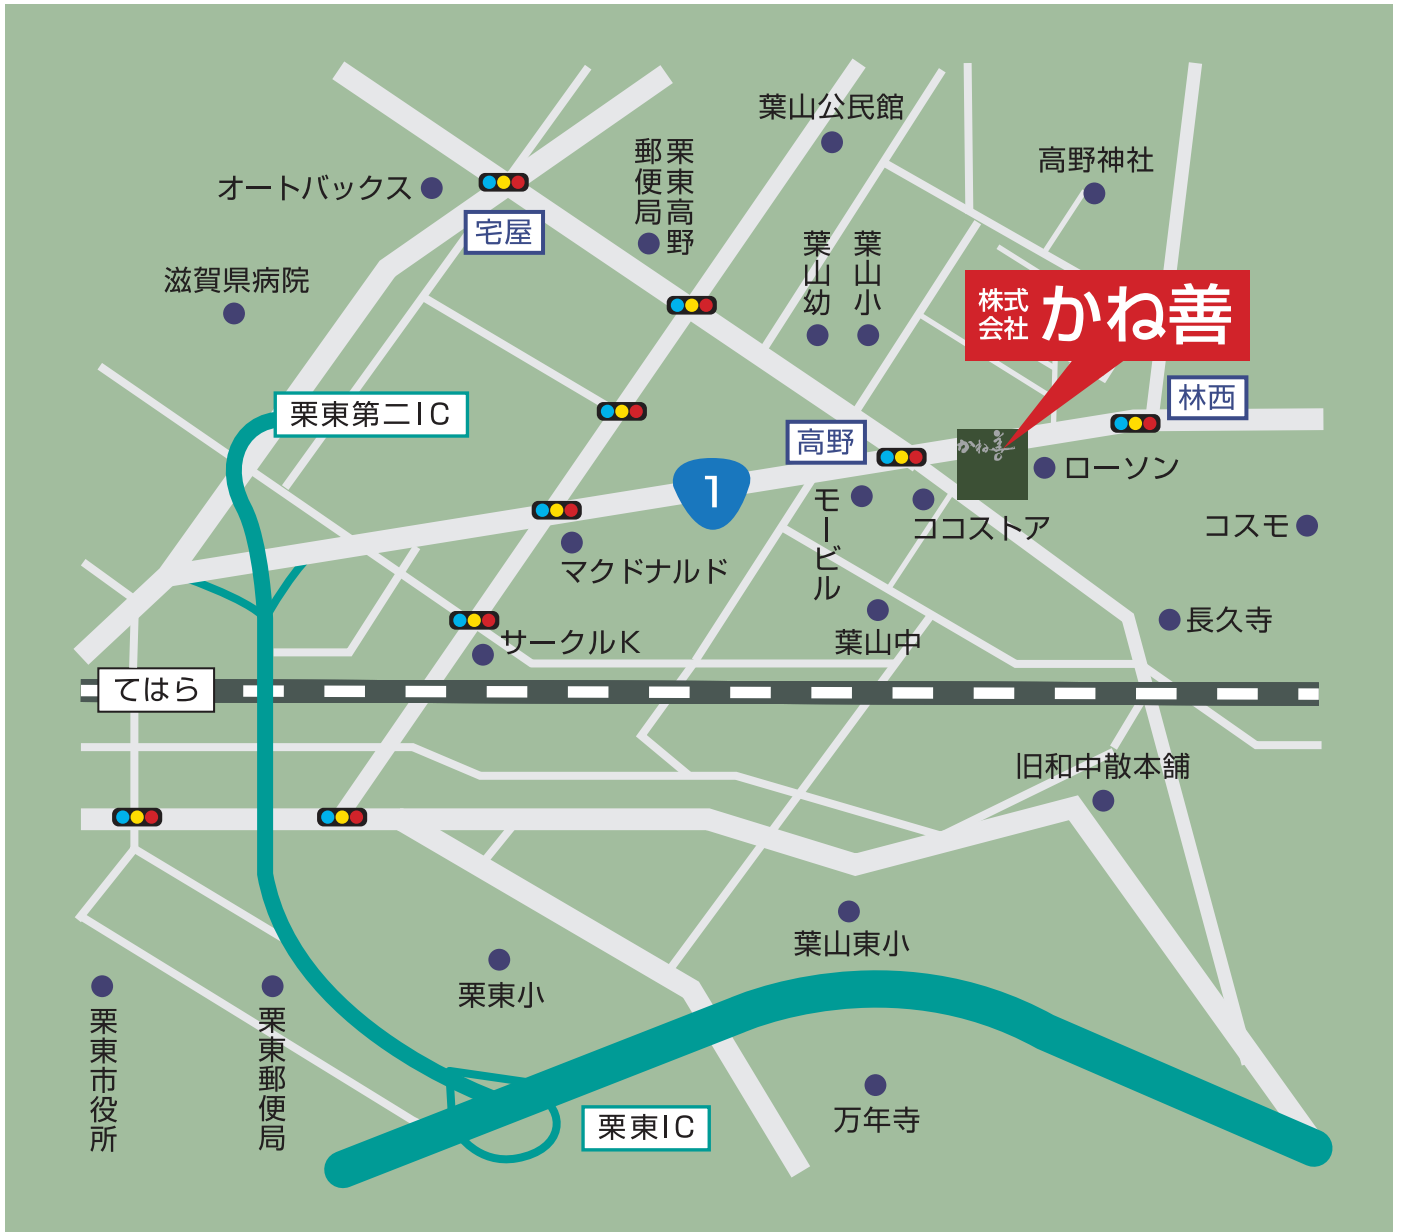 葉山公民館
栗東高野
郵便局
高野神社
オートバックス
宅屋
葉山幼
葉山小
滋賀県病院
株式
会社
かね善
林西
栗東第二IC
高野
かね善
ローソン
1
モービル
ココストア
コスモ
マクドナルド
長久寺
サークルK
葉山中
てはら
旧和中散本舗
葉山東小
栗東小
栗東市役所
栗東郵便局
栗東IC
万年寺